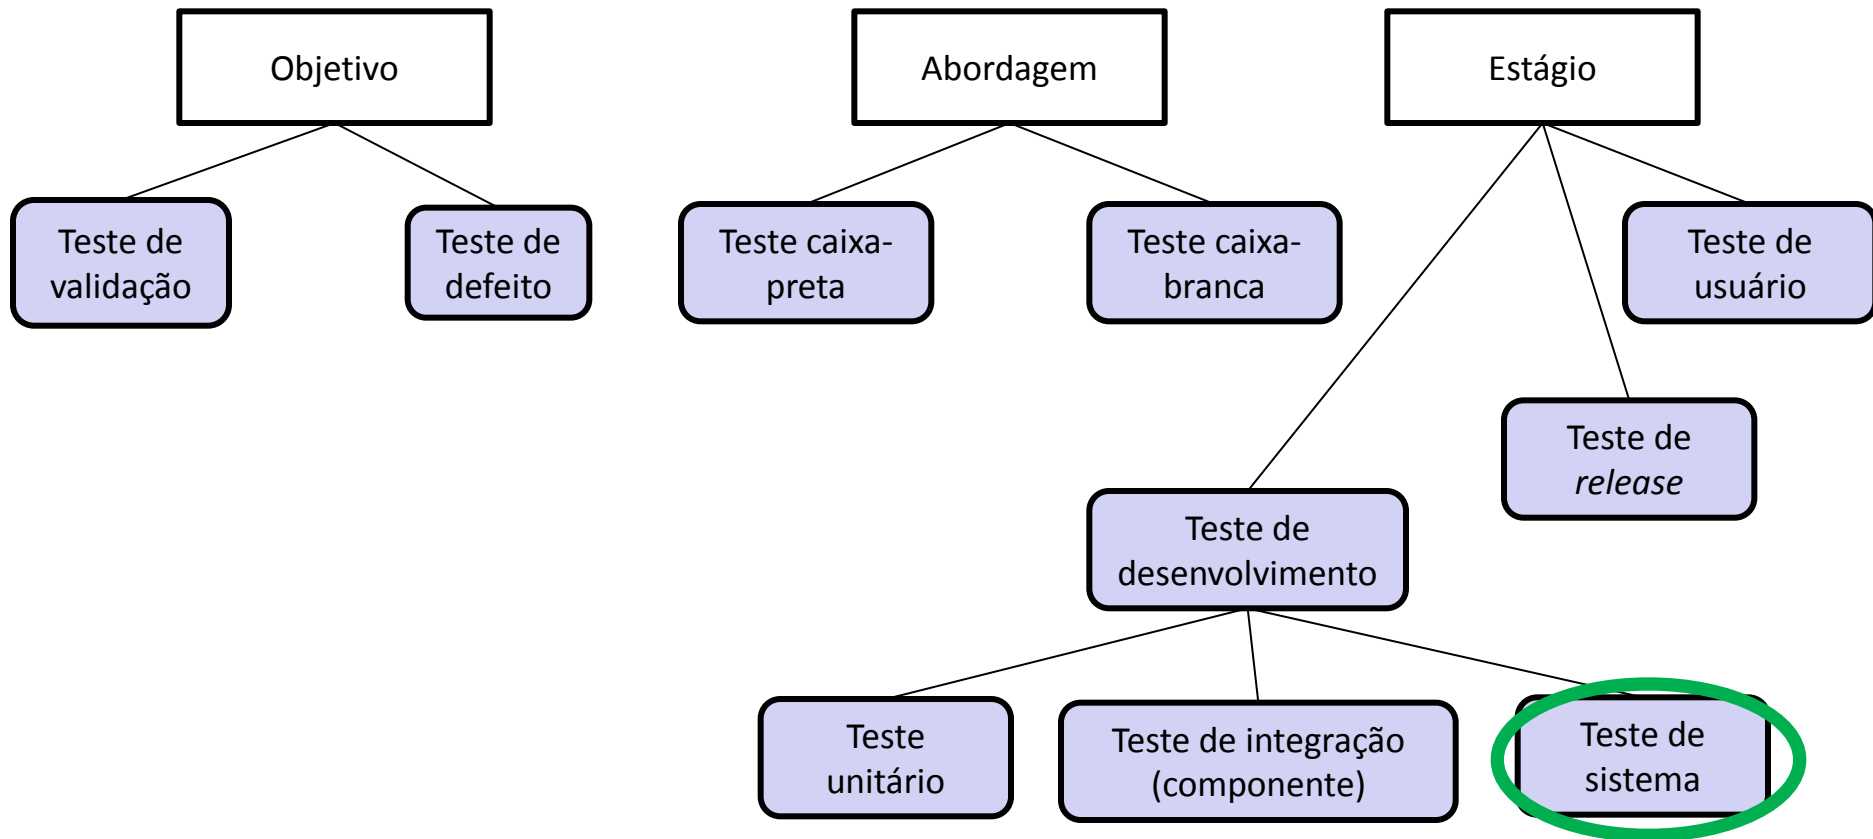 Objetivo
Abordagem
Estágio
Teste de
validação
Teste de
defeito
Teste caixa-
preta
Teste caixa-
branca
Teste de
usuário
Teste de
release
Teste de
desenvolvimento
Teste
unitário
Teste de integração
(componente)
Teste de
sistema